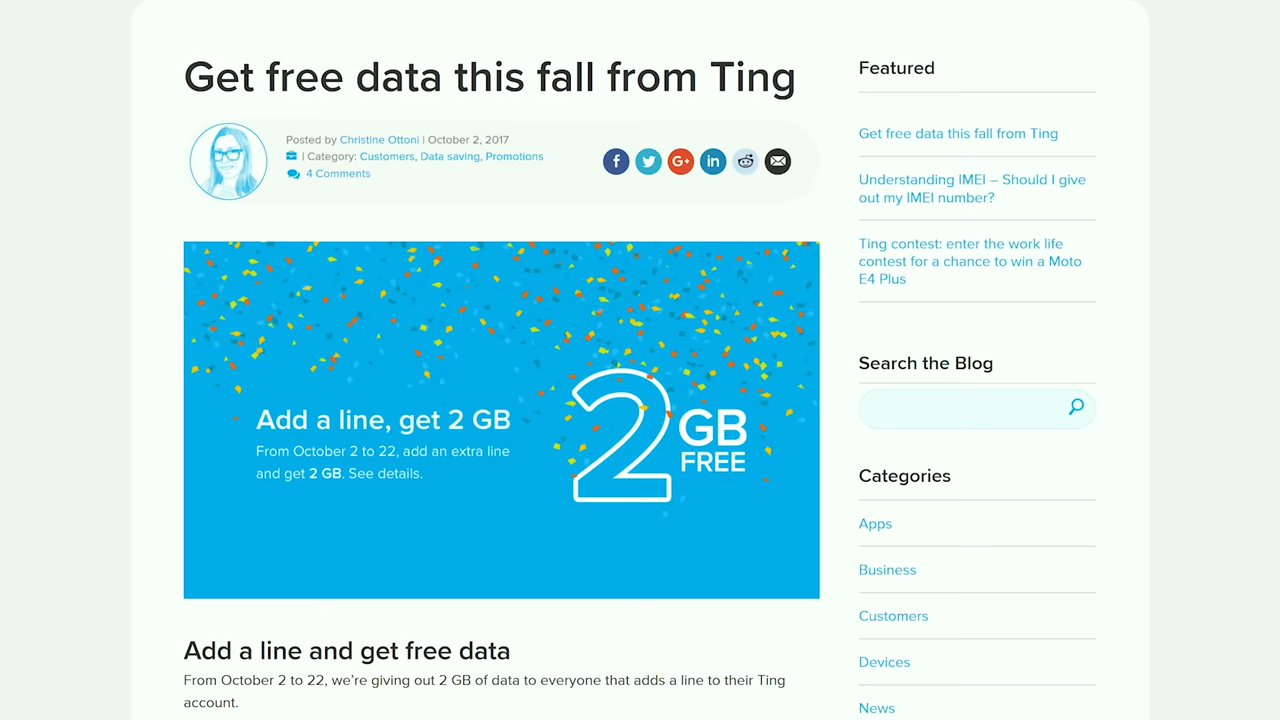 Get free data this fall from Ting
Posted by Christine Ottoni | October 2, 2017
| Category: Customers, Data saving, Promotions
4 Comments
Add a line, get 2 GB
From October 2 to 22, add an extra line
and get 2 GB. See details.
2 GB
FREE
Add a line and get free data
From October 2 to 22, we’re giving out 2 GB of data to everyone that adds a line to their Ting
account.
Featured
Get free data this fall from Ting
Understanding IMEI – Should I give
out my IMEI number?
Ting contest: enter the work life
contest for a chance to win a Moto
E4 Plus
Search the Blog
Categories
Apps
Business
Customers
Devices
News